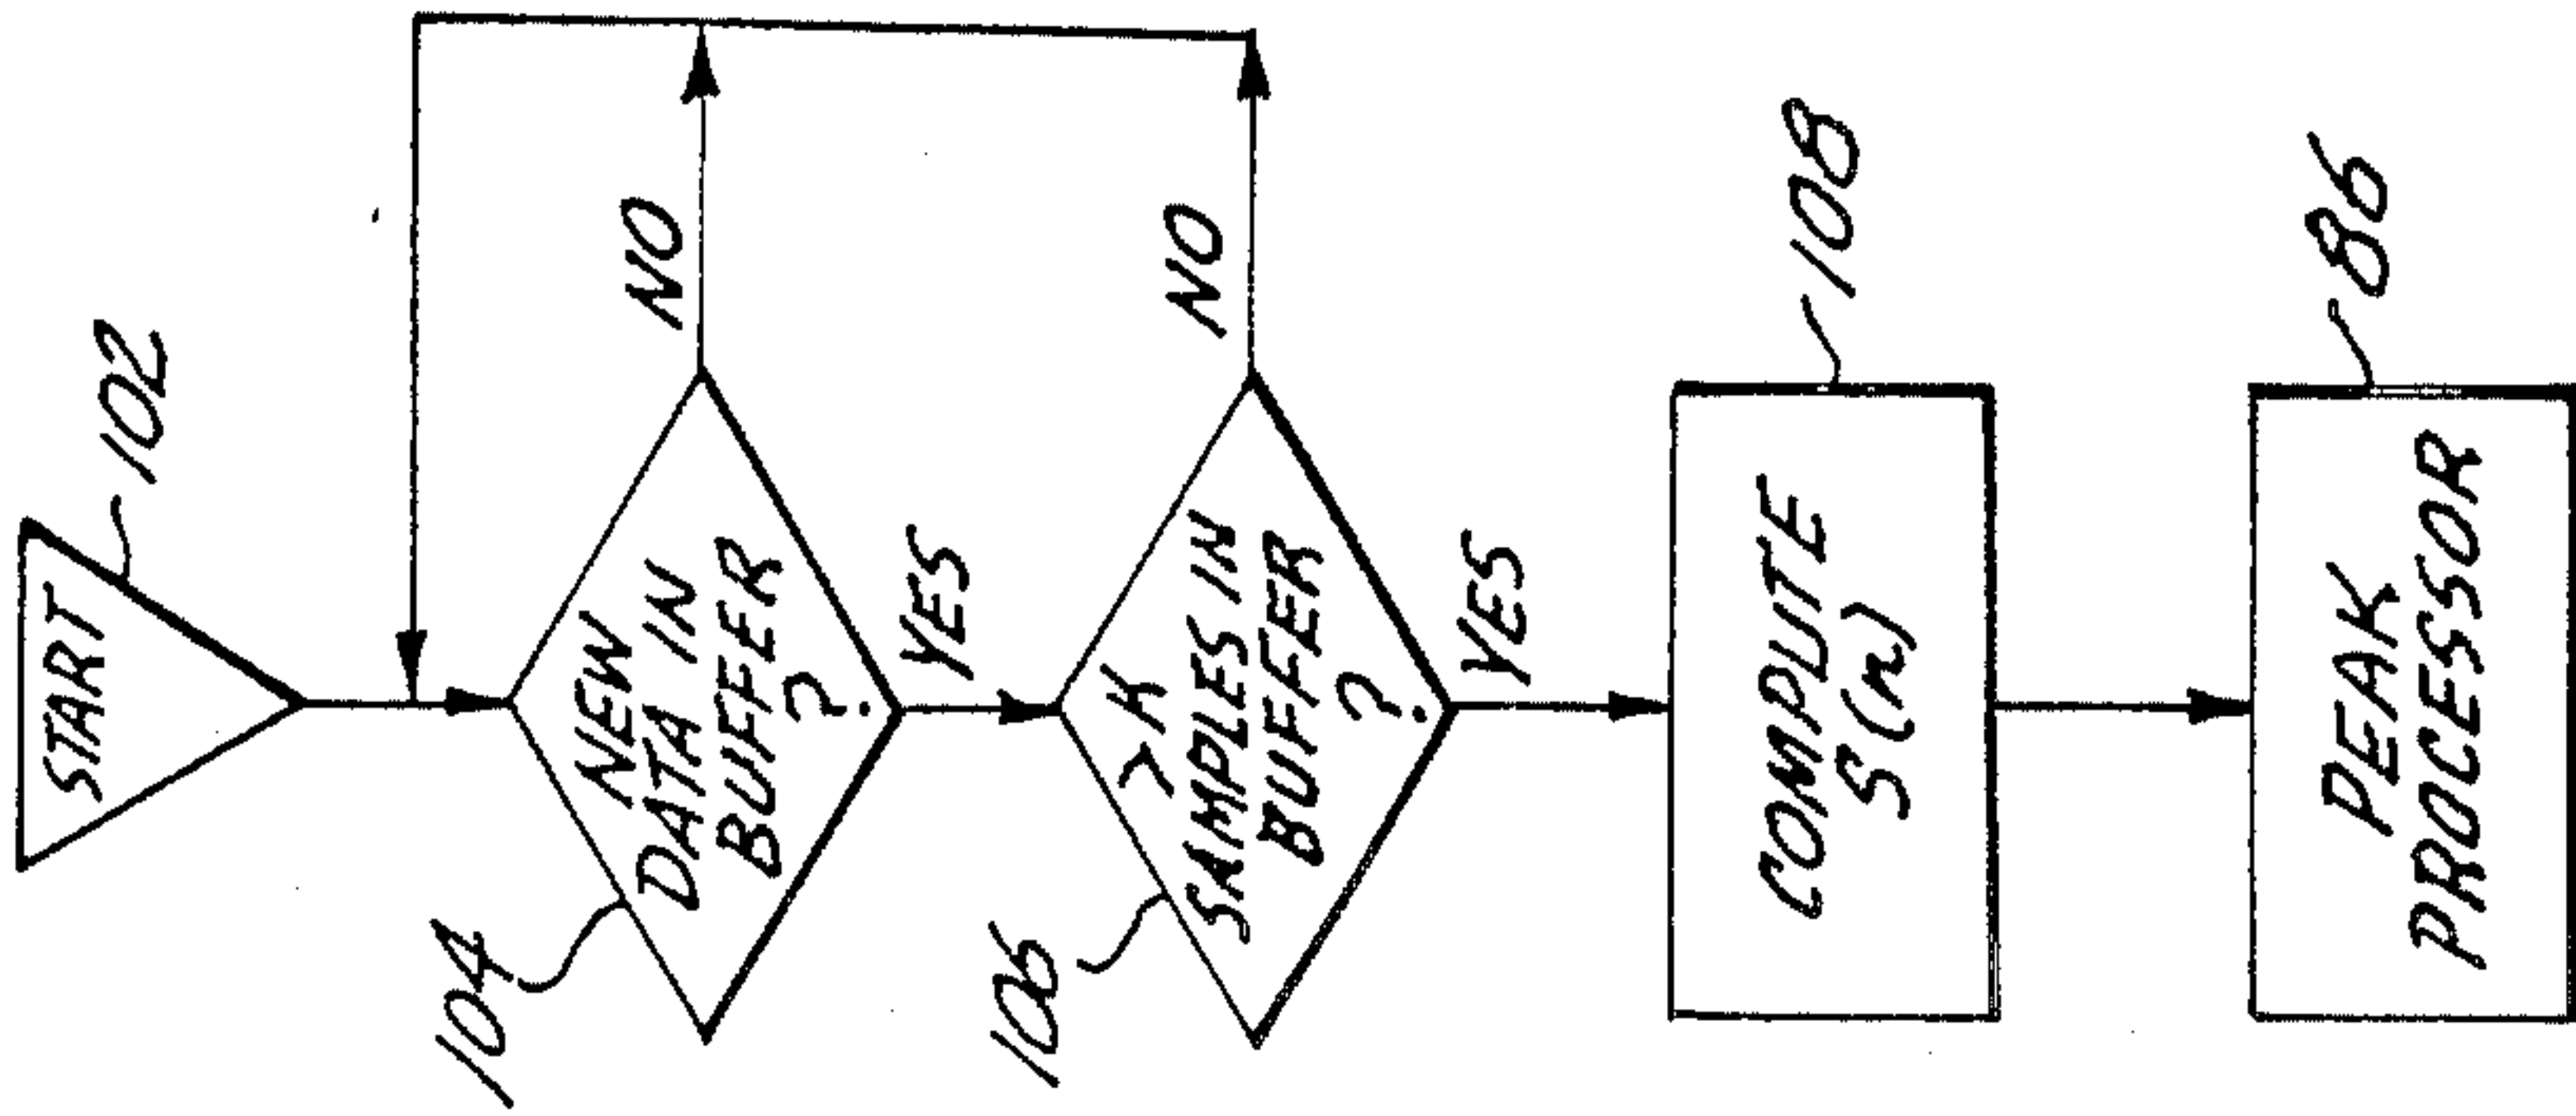 START
102
NEW
DATA IN
BUFFER
?
104
NO
YES
>K
SAMPLES IN
BUFFER
?
106
NO
YES
COMPUTE
S(n)
108
PEAK
PROCESSOR
86